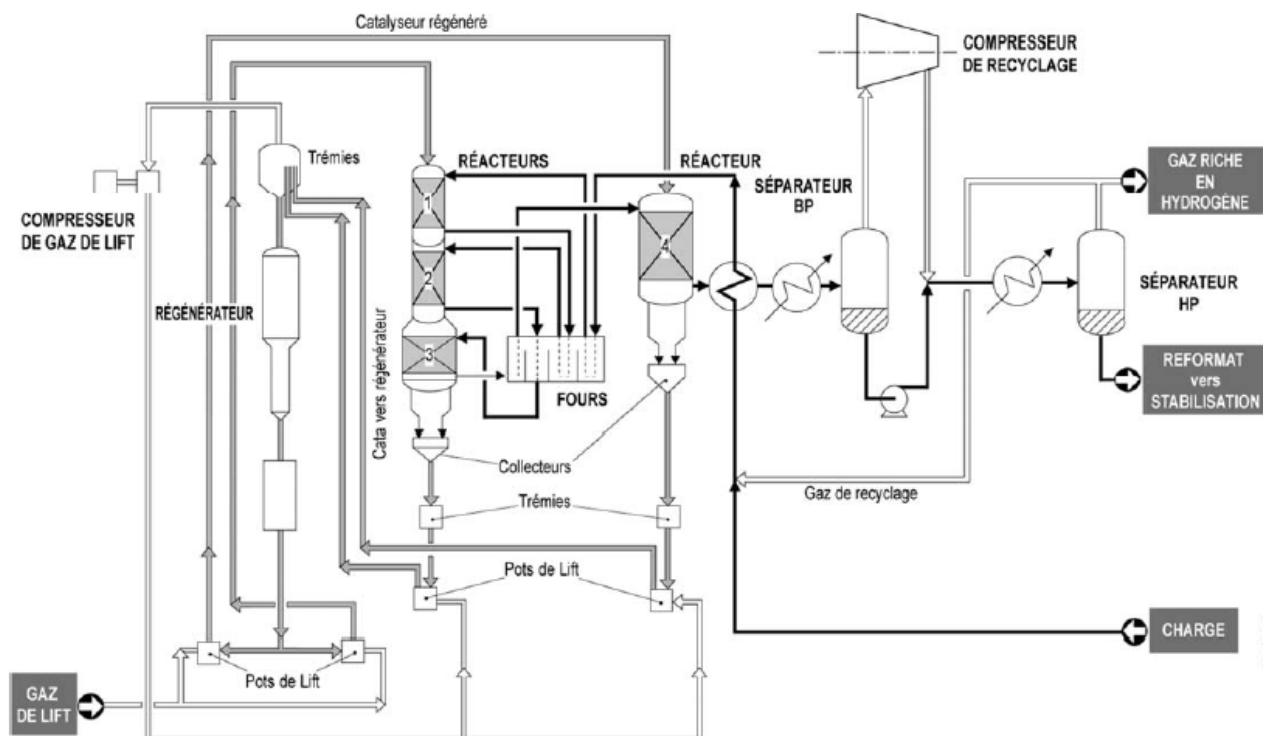 Catalyseur régénéré
COMPRESSEUR
DE RECYCLAGE
Trémies
RÉACTEURS
RÉACTEUR
SÉPARATEUR
BP
GAZ RICHE
EN
HYDROGÈNE
COMPRESSEUR
DE GAZ DE LIFT
1
2
3
4
RÉGÉNÉRATEUR
SÉPARATEUR
HP
Cata vers régénérateur
FOURS
REFORMAT
vers
STABILISATION
Collecteurs
Gaz de recyclage
Trémies
Pots de Lift
CHARGE
Pots de Lift
GAZ
DE LIFT